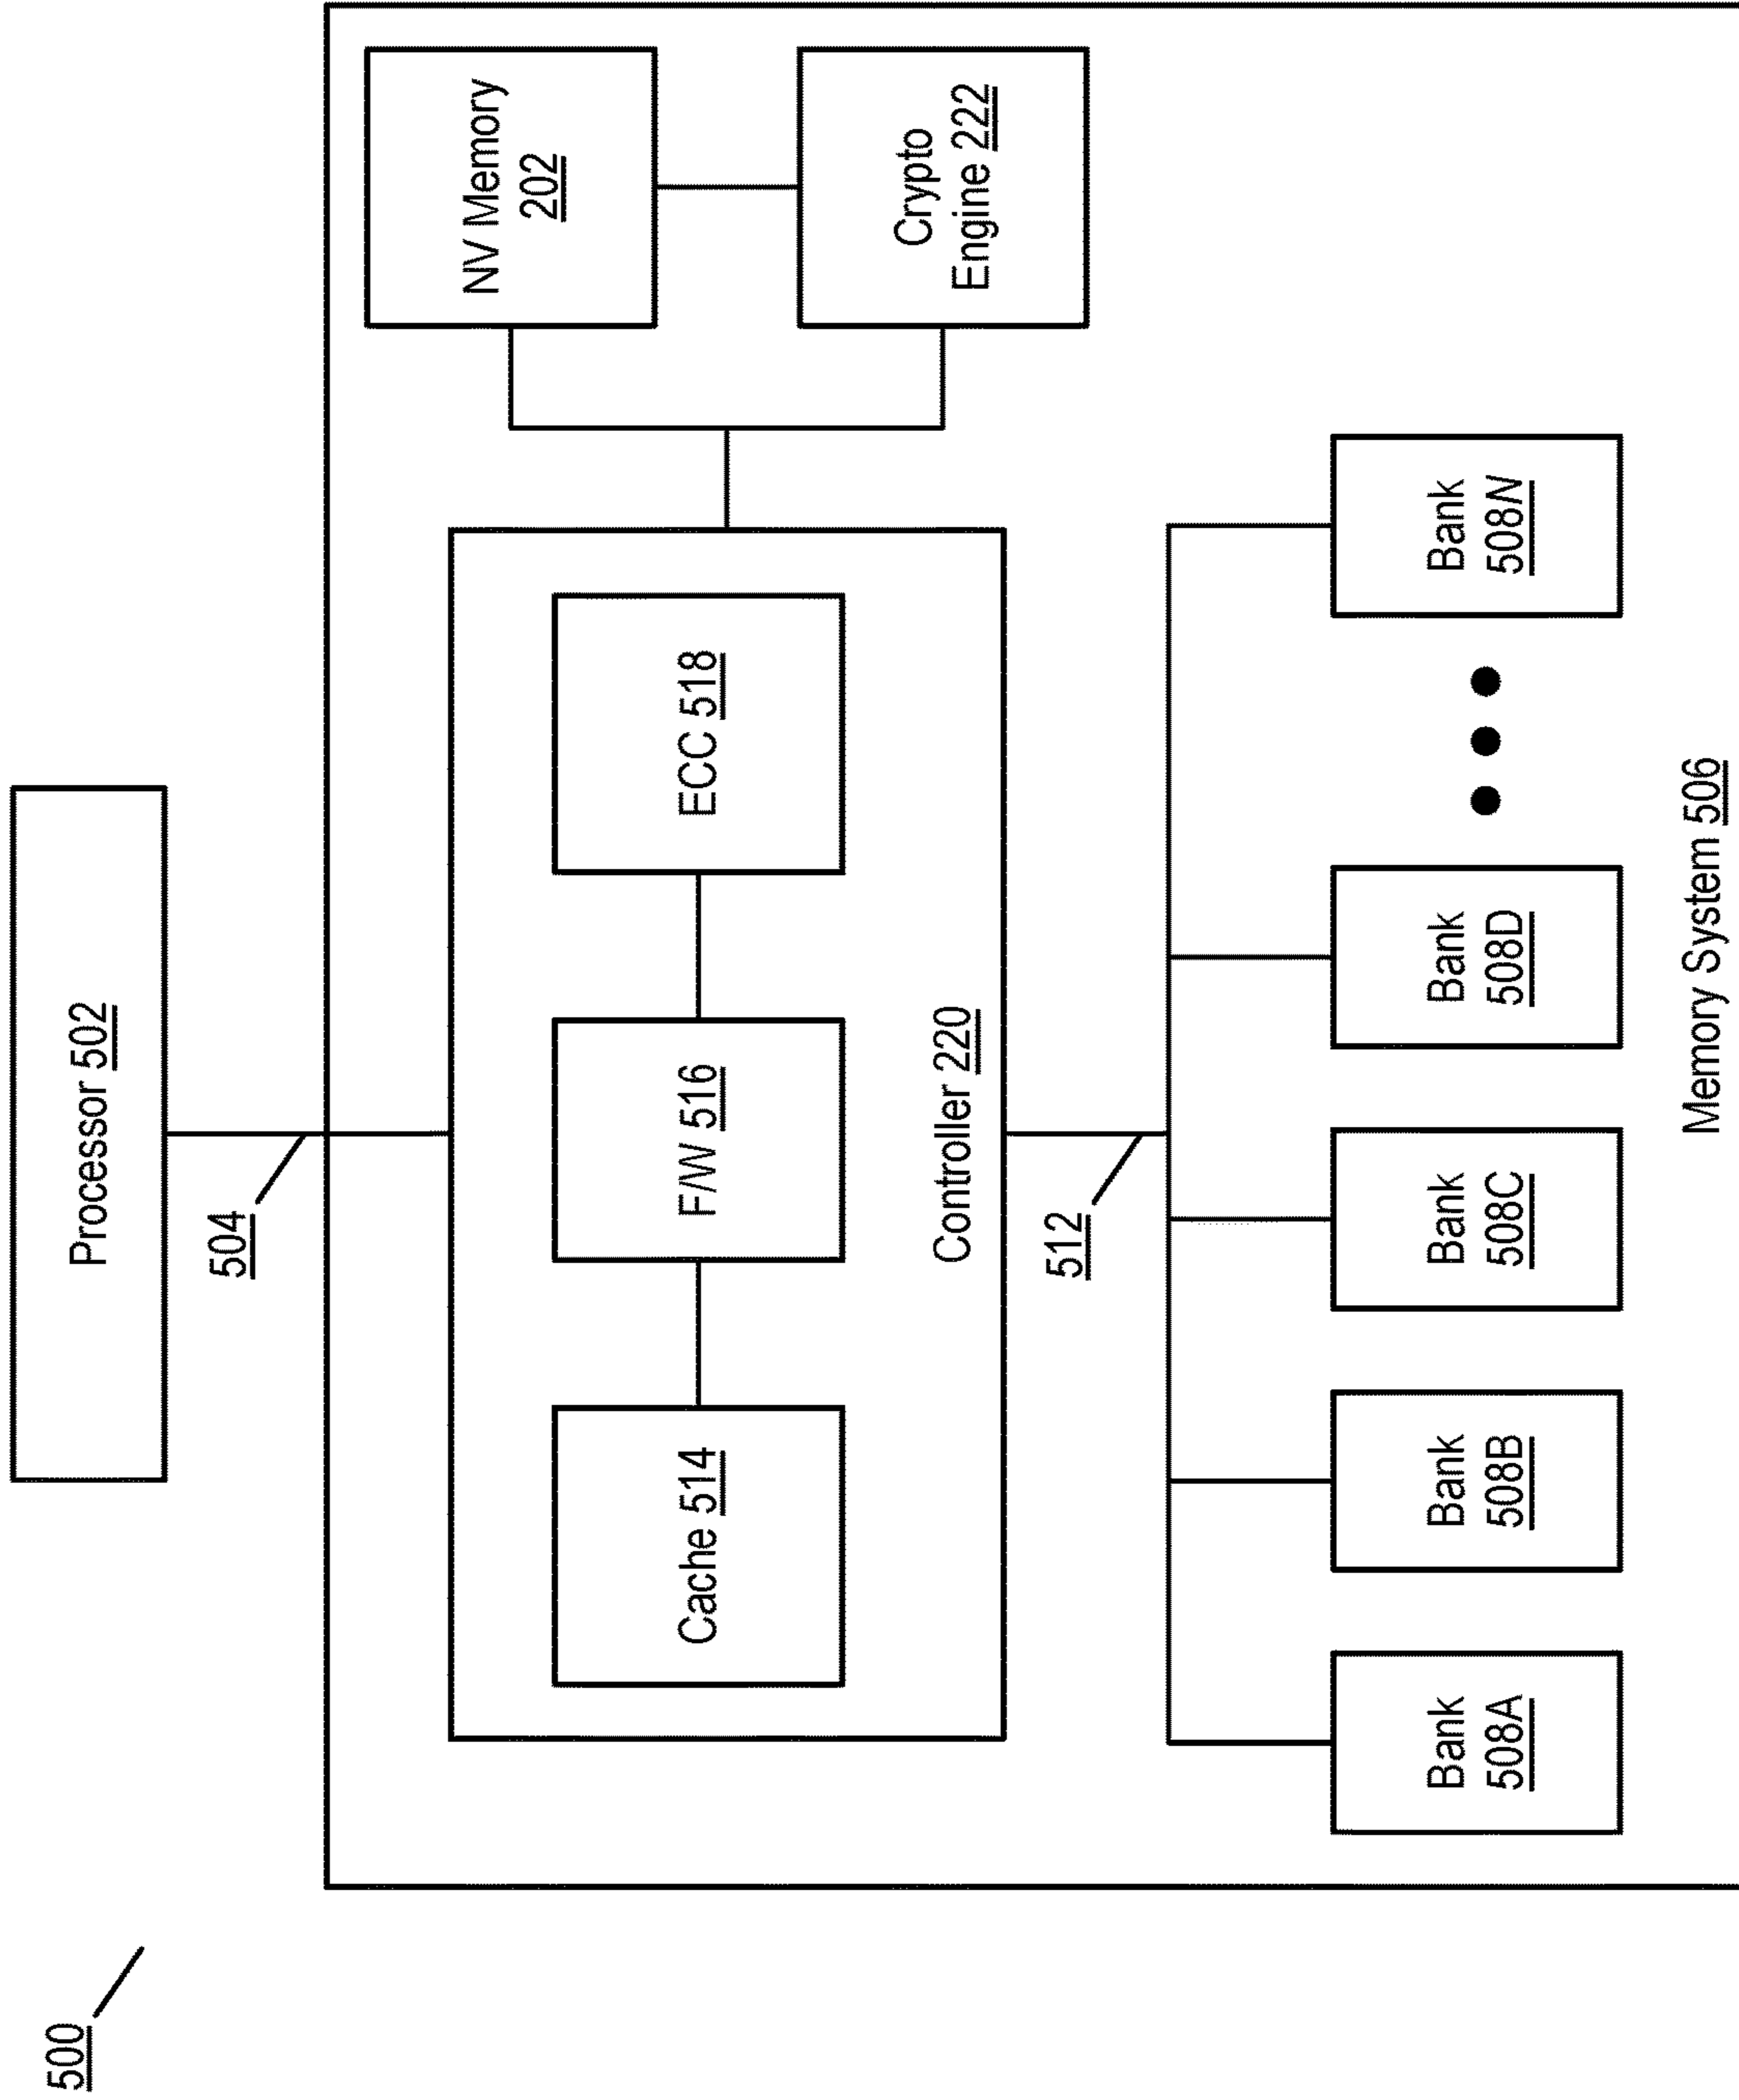 500
Processor 502
504
NV Memory
202
Crypto
Engine 222
Cache 514
F/W 516
ECC 518
Controller 220
512
Bank
508A
Bank
508B
Bank
508C
Bank
508D
Bank
508N
Memory System 506